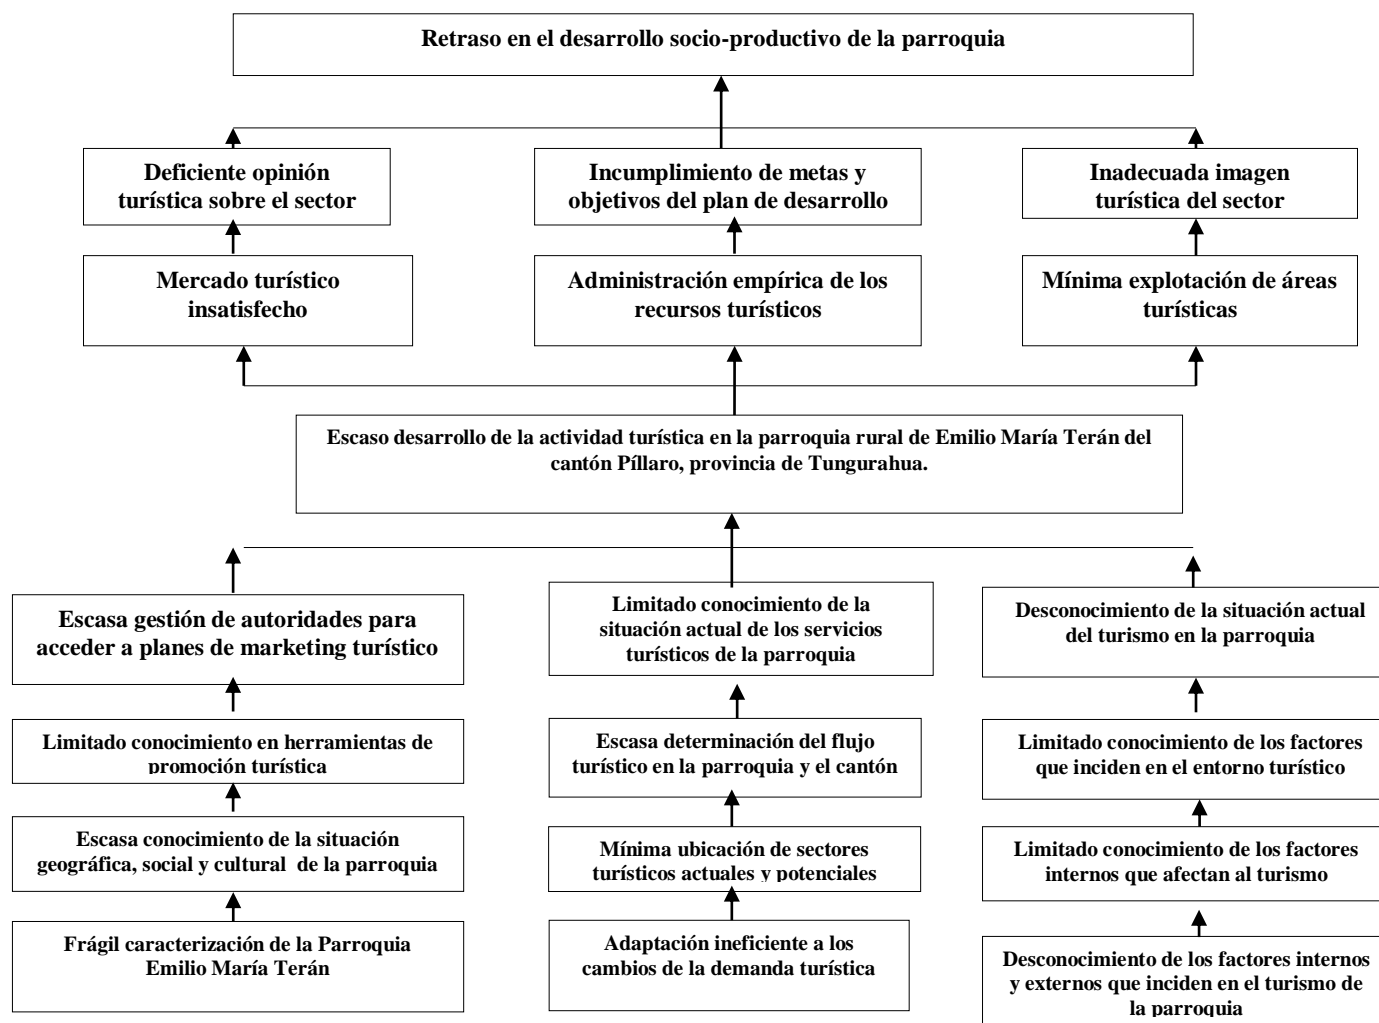 Retraso en el desarrollo socio-productivo de la parroquia
Deficiente opinión
turística sobre el sector
Incumplimiento de metas y
objetivos del plan de desarrollo
Inadecuada imagen
turística del sector
Mercado turístico
insatisfecho
Administración empírica de los
recursos turísticos
Mínima explotación de áreas
turísticas
Escaso desarrollo de la actividad turística en la parroquia rural de Emilio María Terán del
cantón Píllaro, provincia de Tungurahua.
Escasa gestión de autoridades para
acceder a planes de marketing turístico
Limitado conocimiento de la
situación actual de los servicios
turísticos de la parroquia
Desconocimiento de la situación actual
del turismo en la parroquia
Limitado conocimiento en herramientas de
promoción turística
Escasa determinación del flujo
turístico en la parroquia y el cantón
Limitado conocimiento de los factores
que inciden en el entorno turístico
Escasa conocimiento de la situación
geográfica, social y cultural de la parroquia
Mínima ubicación de sectores
turísticos actuales y potenciales
Limitado conocimiento de los factores
internos que afectan al turismo
Frágil caracterización de la Parroquia
Emilio María Terán
Adaptación ineficiente a los
cambios de la demanda turística
Desconocimiento de los factores internos
y externos que inciden en el turismo de
la parroquia